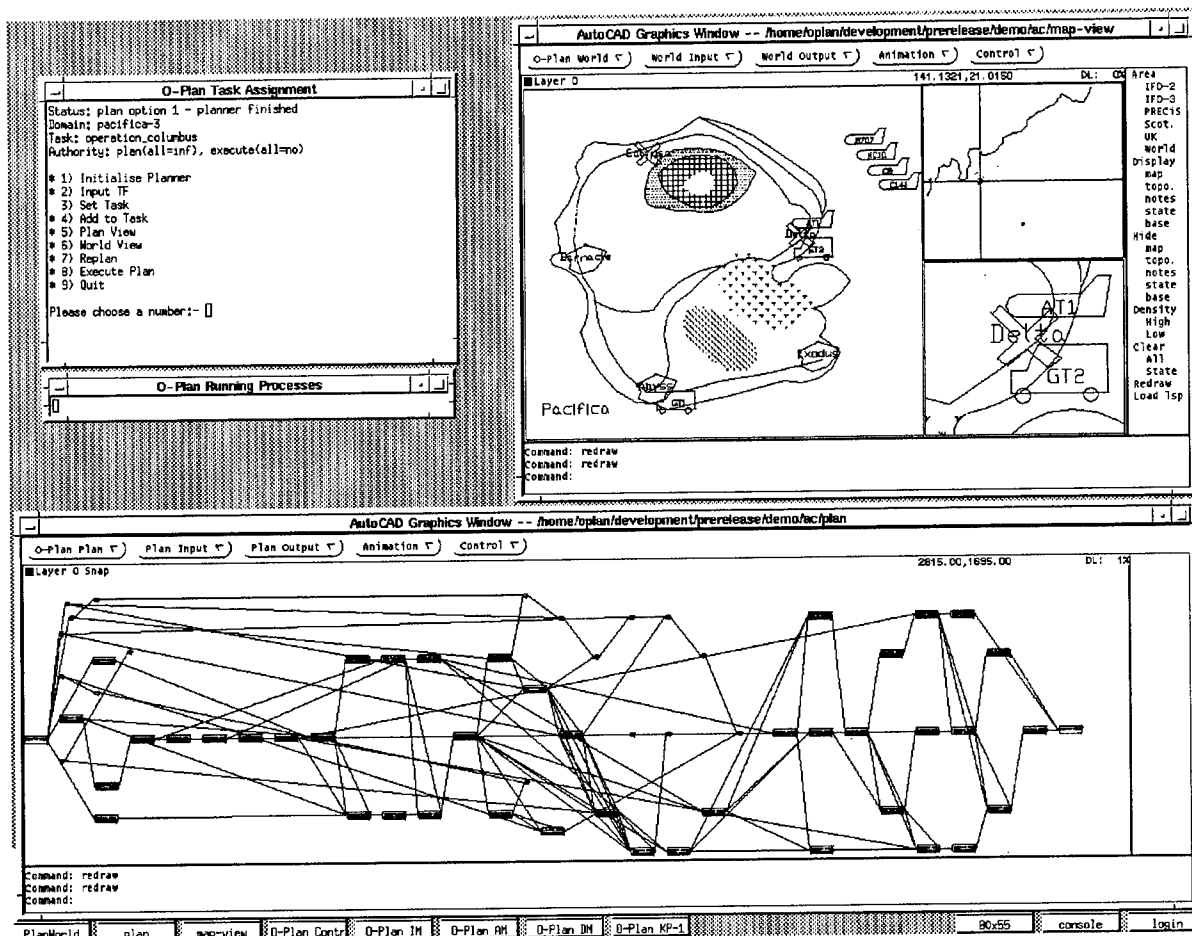 O-Plan Task Assignment
Status: plan option 1 - planner finished
Domain: pacifica-3
Task: operation_columbus
Authority: plan(all=inf), execute(all=no)
* 1) Initialise Planner
* 2) Input TF
3) Set Task
* 4) Add to Task
* 5) Plan View
* 6) World View
* 7) Replan
* 8) Execute Plan
* 9) Quit
Please choose a number:-
O-Plan Running Processes
AutoCAD Graphics Window -- /home/oplan/development/prerelease/demo/ac/map-view
O-Plan World World Input World Output Animation Control
Layer 0 141.1321,21.0150 DL: 0%
B707
Delta
GT2
Barnacle
Exodus
Abyss
Pacifica
AT1
Delta
GT2
Area
IFD-2
IFD-3
PRECiS
Scot.
UK
World
Display
map
topo.
notes
state
base
Hide
map
topo.
notes
state
base
Density
High
Low
Clear
All
State
Redraw
Load lsp
Command: redraw
Command: redraw
Command:
AutoCAD Graphics Window -- /home/oplan/development/prerelease/demo/ac/plan
O-Plan Plan Plan Input Plan Output Animation Control
Layer 0 Snap 2815.00,1695.00 DL: 1%
Command: redraw
Command: redraw
Command:
PlanWorld plan map-view O-Plan Contr O-Plan IM O-Plan AM O-Plan DM O-Plan KP-1 80x55 console login